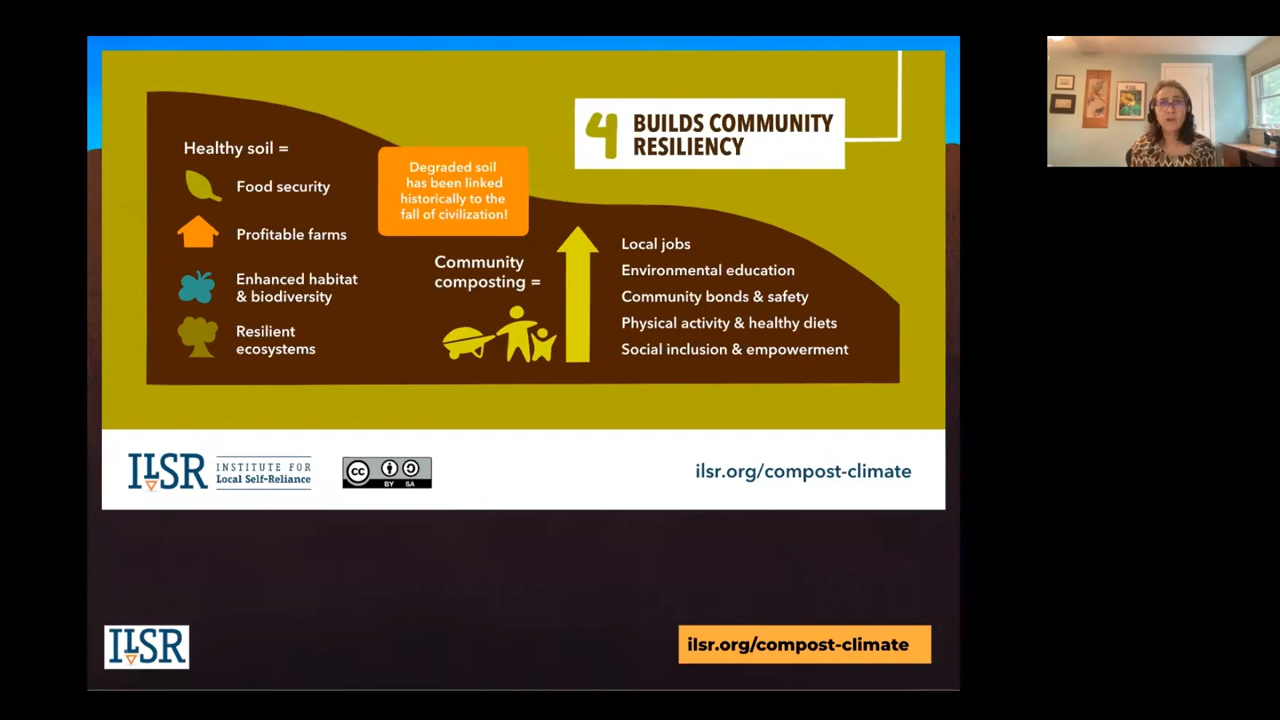 4 BUILDS COMMUNITY
RESILIENCY
Healthy soil =
Food security
Profitable farms
Enhanced habitat
& biodiversity
Resilient
ecosystems
Degraded soil
has been linked
historically to the
fall of civilization!
Community
composting =
Local jobs
Environmental education
Community bonds & safety
Physical activity & healthy diets
Social inclusion & empowerment
ILSR INSTITUTE FOR
Local Self-Reliance
cc BY SA
ilsr.org/compost-climate
ILSR
ilsr.org/compost-climate